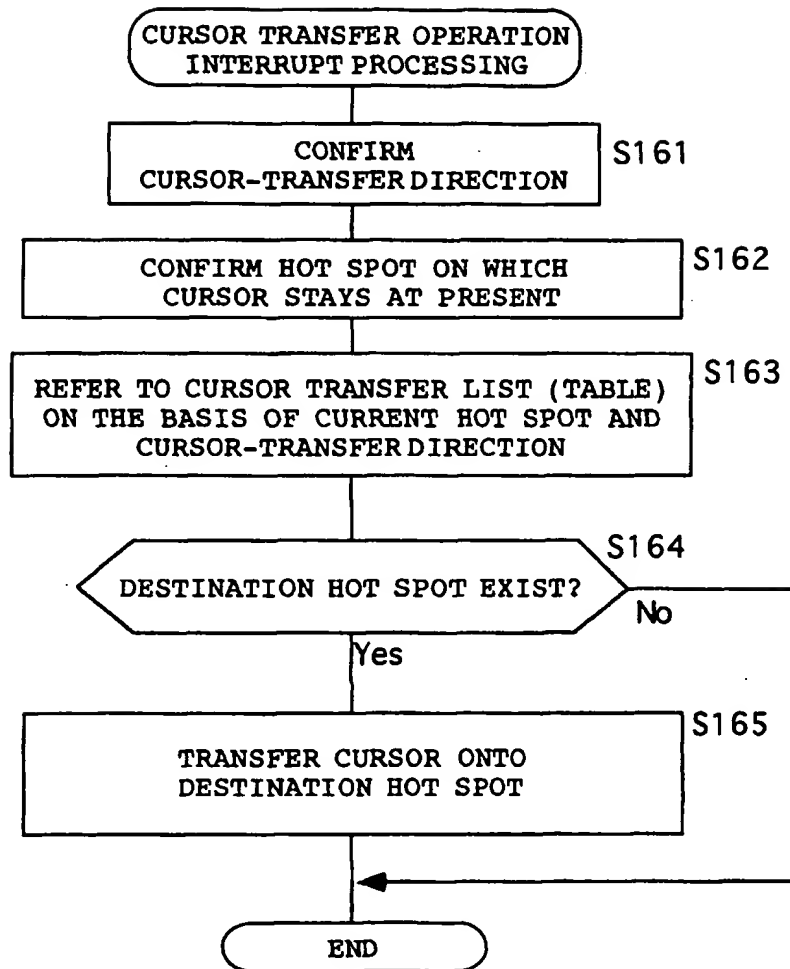 CURSOR TRANSFER OPERATION
INTERRUPT PROCESSING
CONFIRM
CURSOR-TRANSFER DIRECTION
S161
CONFIRM HOT SPOT ON WHICH
CURSOR STAYS AT PRESENT
S162
REFER TO CURSOR TRANSFER LIST (TABLE)
ON THE BASIS OF CURRENT HOT SPOT AND
CURSOR-TRANSFER DIRECTION
S163
DESTINATION HOT SPOT EXIST?
S164
No
Yes
TRANSFER CURSOR ONTO
DESTINATION HOT SPOT
S165
END